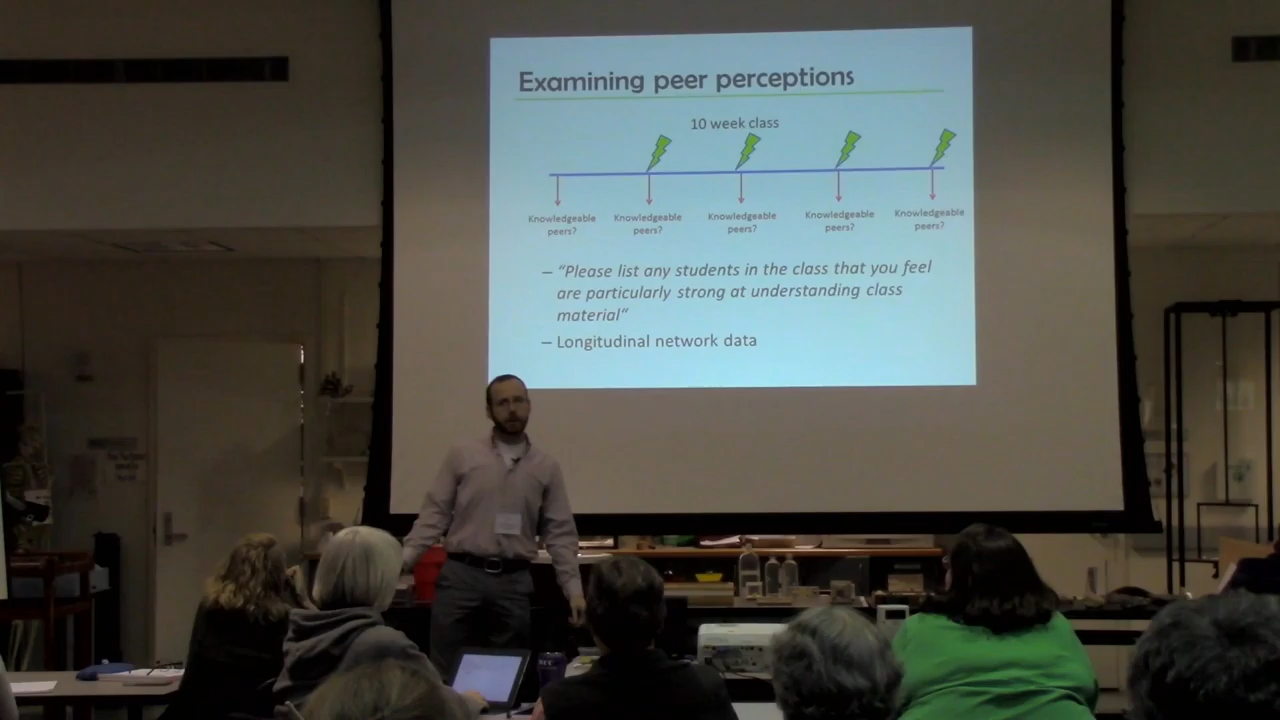 Examining peer perceptions
10 week class
Knowledgeable peers?
Knowledgeable peers?
Knowledgeable peers?
Knowledgeable peers?
Knowledgeable peers?
– “Please list any students in the class that you feel
are particularly strong at understanding class
material“
– Longitudinal network data